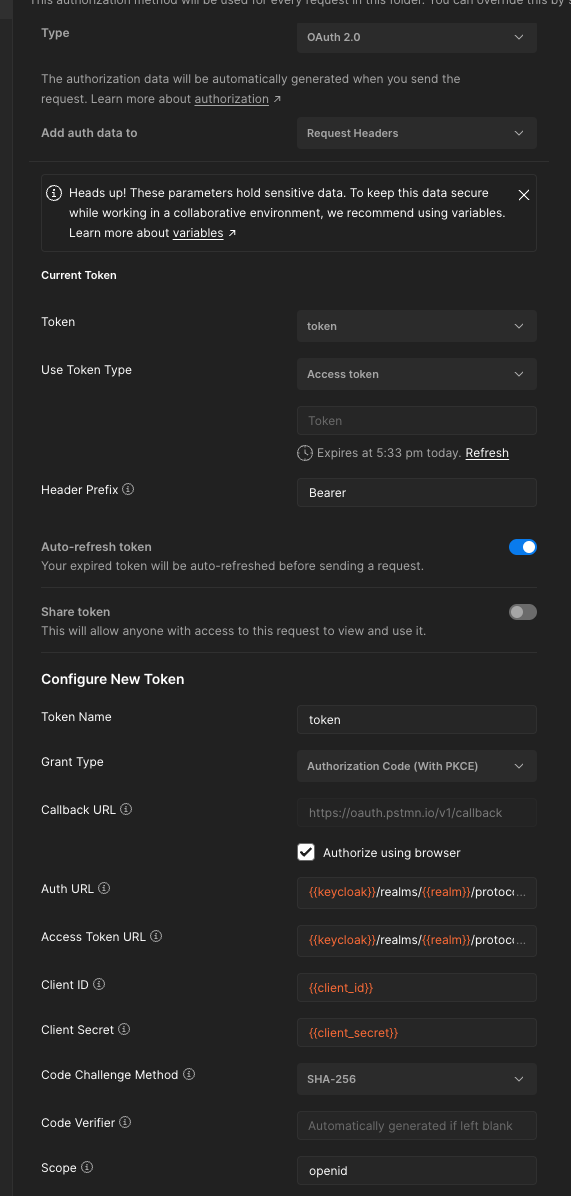 This authorization method will be used for every request in this folder. You can override this by s
Type
OAuth 2.0
The authorization data will be automatically generated when you send the
request. Learn more about authorization ↗
Add auth data to
Request Headers
Heads up! These parameters hold sensitive data. To keep this data secure
while working in a collaborative environment, we recommend using variables.
Learn more about variables ↗
Current Token
Token
token
Use Token Type
Access token
Token
Expires at 5:33 pm today. Refresh
Header Prefix
Bearer
Auto-refresh token
Your expired token will be auto-refreshed before sending a request.
Share token
This will allow anyone with access to this request to view and use it.
Configure New Token
Token Name
token
Grant Type
Authorization Code (With PKCE)
Callback URL
https://oauth.pstmn.io/v1/callback
Authorize using browser
Auth URL
{{keycloak}}/realms/{{realm}}/protoc...
Access Token URL
{{keycloak}}/realms/{{realm}}/protoc...
Client ID
{{client_id}}
Client Secret
{{client_secret}}
Code Challenge Method
SHA-256
Code Verifier
Automatically generated if left blank
Scope
openid